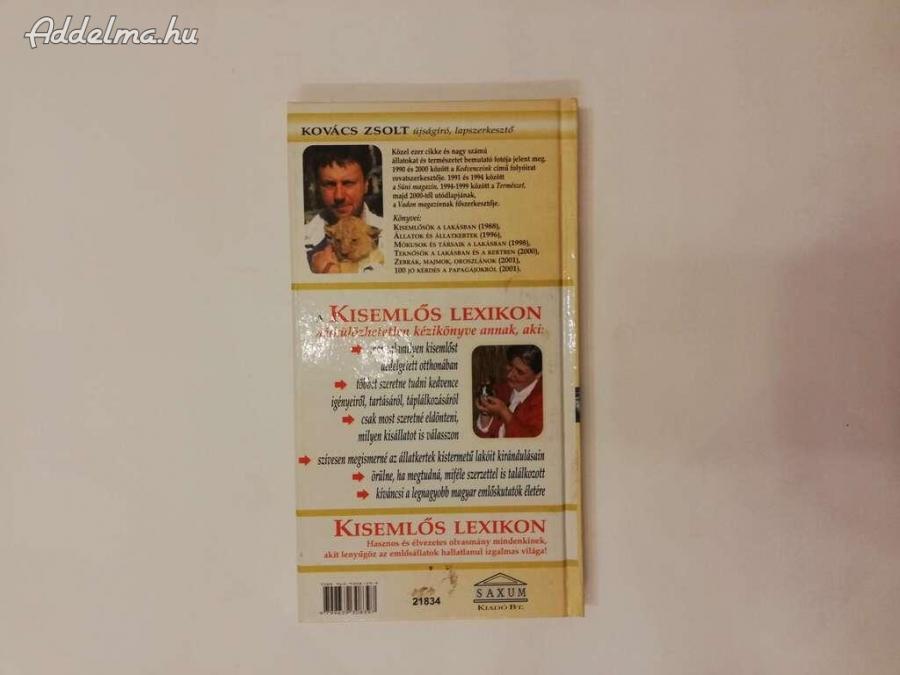 Addelma.hu
KOVÁCS ZSOLT újságíró, lapszerkesztő
Közel ezer cikke és nagy számú
állatokat és természetet bemutató fotója jelent meg.
1990 és 2000 között a Kedvenceink című folyóirat
rovatszerkesztője. 1991 és 1994 között
a Süni magazin, 1994-1999 között a Természet,
majd 2000-től utódlapjának,
a Vadon magazinnak főszerkesztője.
Könyvei:
KISEMLŐSÖK A LAKÁSBAN (1988),
ÁLLATOK ÉS ÁLLATKERTEK (1996),
MÓKUSOK ÉS TÁRSAIK A LAKÁSBAN (1998),
TEKNŐSÖK A LAKÁSBAN ÉS A KERTBEN (2000),
ZEBRÁK, MAJMOK, OROSZLÁNOK (2001),
100 JÓ KÉRDÉS A PAPAGÁJOKRÓL (2001).
A KISEMLŐS LEXIKON
nélkülözhetetlen kézikönyve annak, aki:
kisemlőst
dédelgetett otthonában
többet szeretne tudni kedvence
igényeiről, tartásáról, táplálkozásáról
csak most szeretné eldönteni,
milyen kisállatot is válasszon
szívesen megismerné az állatkertek kistermetű lakóit kirándulásain
örülne, ha megtudná, miféle szerzettel is találkozott
kíváncsi a legnagyobb magyar emlőskutatók életére
KISEMLŐS LEXIKON
Hasznos és élvezetes olvasmány mindenkinek,
akit lenyűgöz az emlősállatok hallatlanul izgalmas világa!
21834
SAXUM
KIADÓ BT.